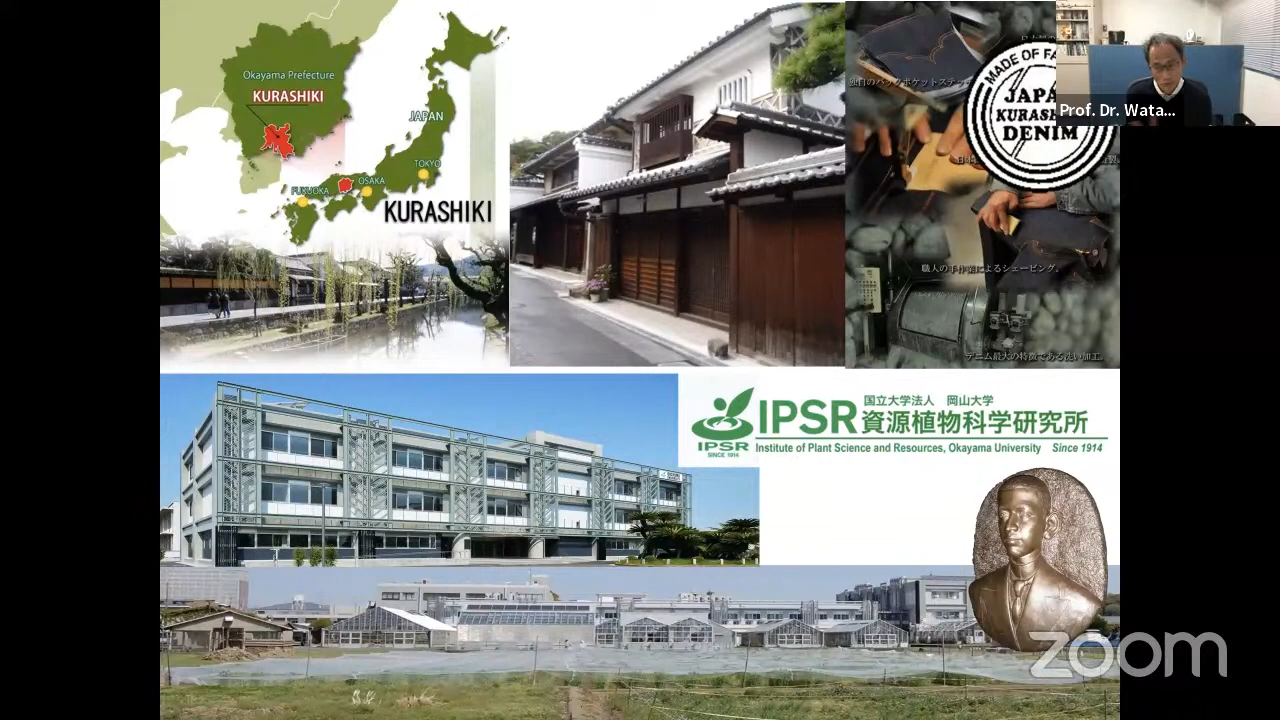 Okayama Prefecture
KURASHIKI
JAPAN
TOKYO
OSAKA
FUKUOKA
KURASHIKI
MADE OF
JAPA
KURASH
DENIM
職人の手作業によるシェービング。
デニム最大の特徴である洗い加工。
Prof. Dr. Wata...
IPSR
SINCE 1914
IPSR
国立大学法人 岡山大学
資源植物科学研究所
Institute of Plant Science and Resources, Okayama University Since 1914
zoom